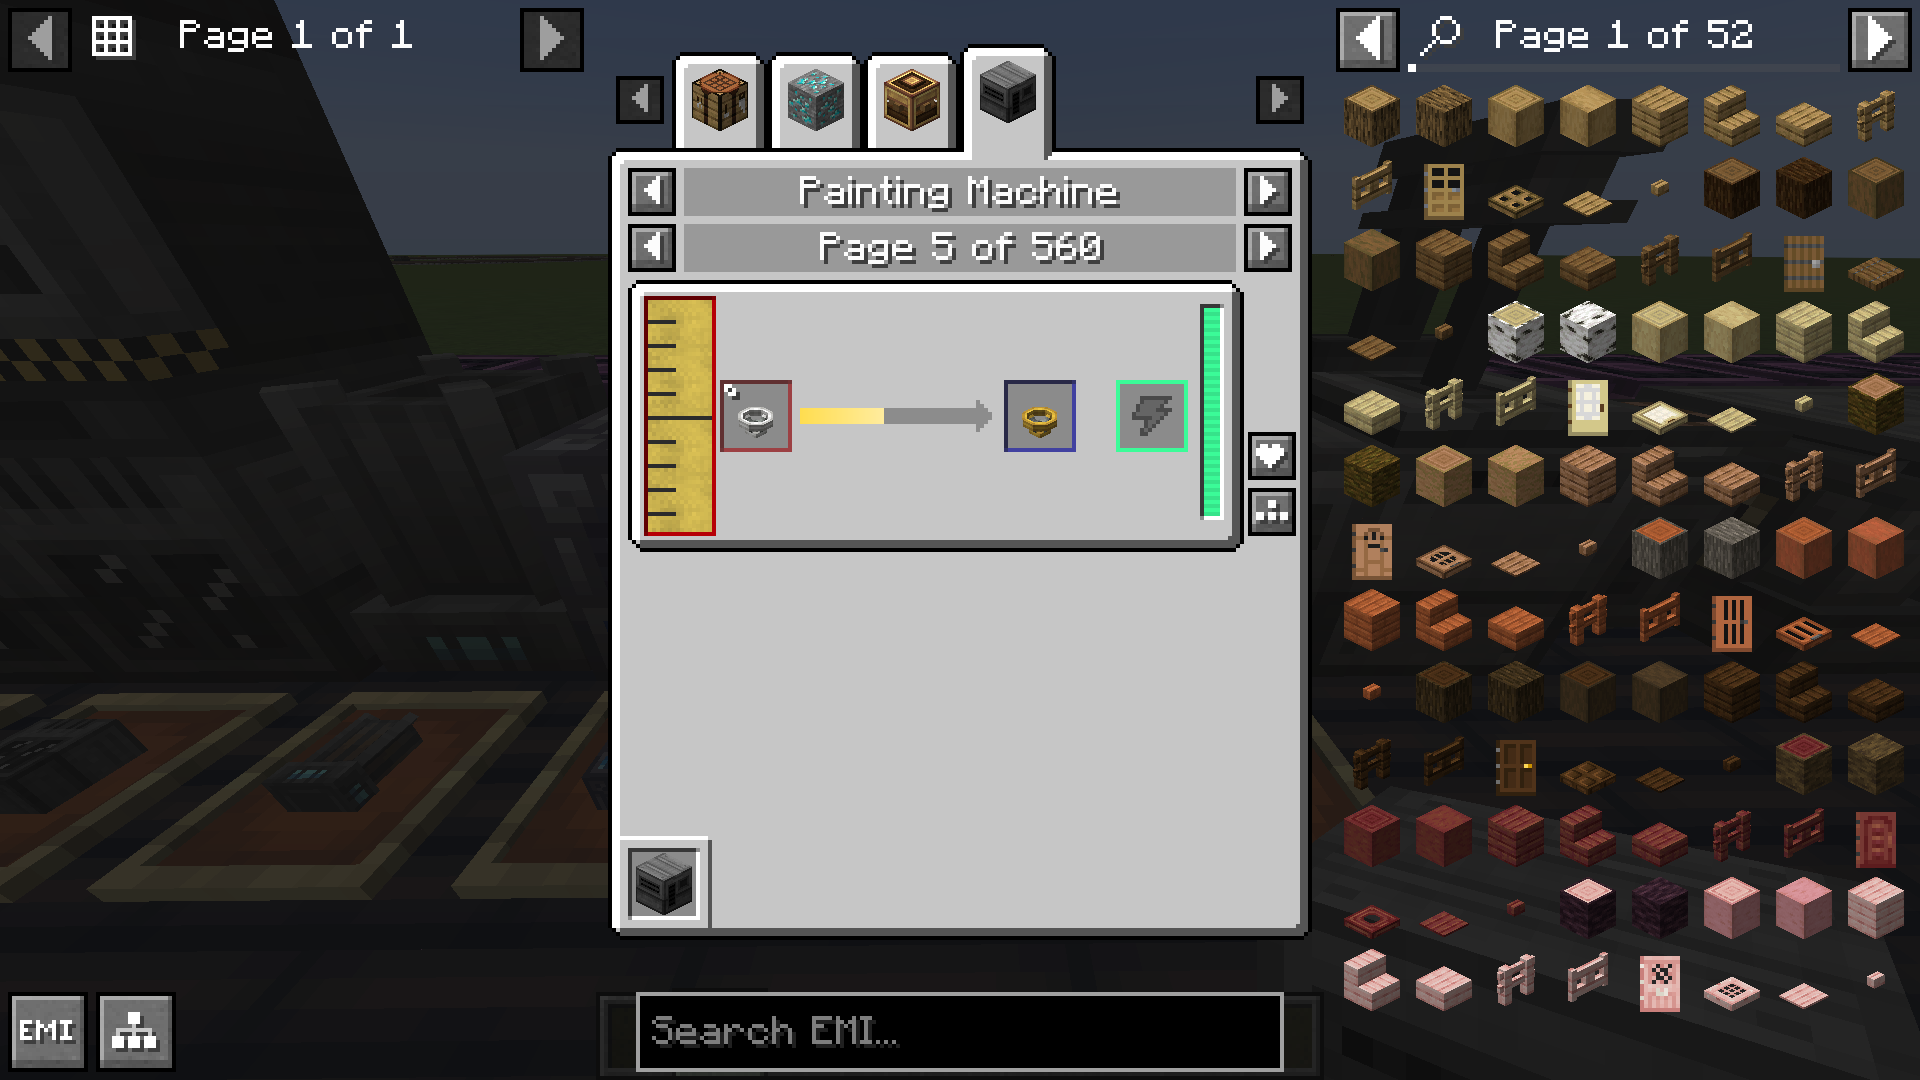 Page 1 of 1
Page 1 of 52
Painting Machine
Page 5 of 560
EMI
Search EMI...